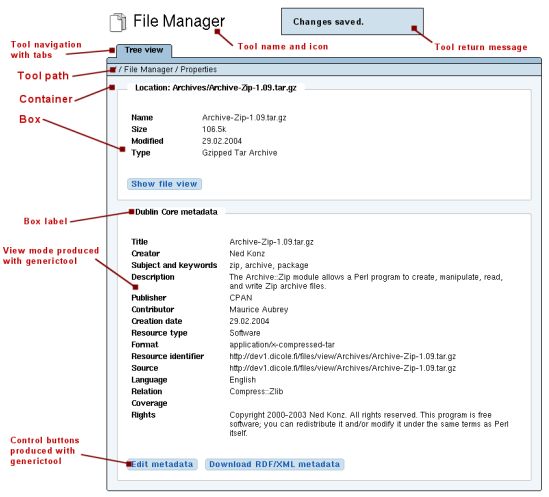 File Manager
Changes saved.
Tool navigation
with tabs
Tool name and icon
Tool return message
Tree view
Tool path
/ / File Manager / Properties
Container
Location: Archives/Archive-Zip-1.09.tar.gz
Box
Name Archive-Zip-1.09.tar.gz
Size 106.5k
Modified 29.02.2004
Type Gzipped Tar Archive
Show file view
Box label
Dublin Core metadata
View mode produced
with generictool
Title Archive-Zip-1.09.tar.gz
Creator Ned Konz
Subject and keywords zip, archive, package
Description The Archive::Zip module allows a Perl program to create, manipulate, read,
and write Zip archive files.
Publisher CPAN
Contributor Maurice Aubrey
Creation date 29.02.2004
Resource type Software
Format application/x-compressed-tar
Resource identifier http://dev1.dicole.fi/files/view/Archives/Archive-Zip-1.09.tar.gz
Source http://dev1.dicole.fi/files/view/Archives/Archive-Zip-1.09.tar.gz
Language English
Relation Compress::Zlib
Coverage
Rights Copyright 2000-2003 Ned Konz. All rights reserved. This program is free
software; you can redistribute it and/or modify it under the same terms as Perl
itself.
Control buttons
produced with
generictool
Edit metadata Download RDF/XML metadata